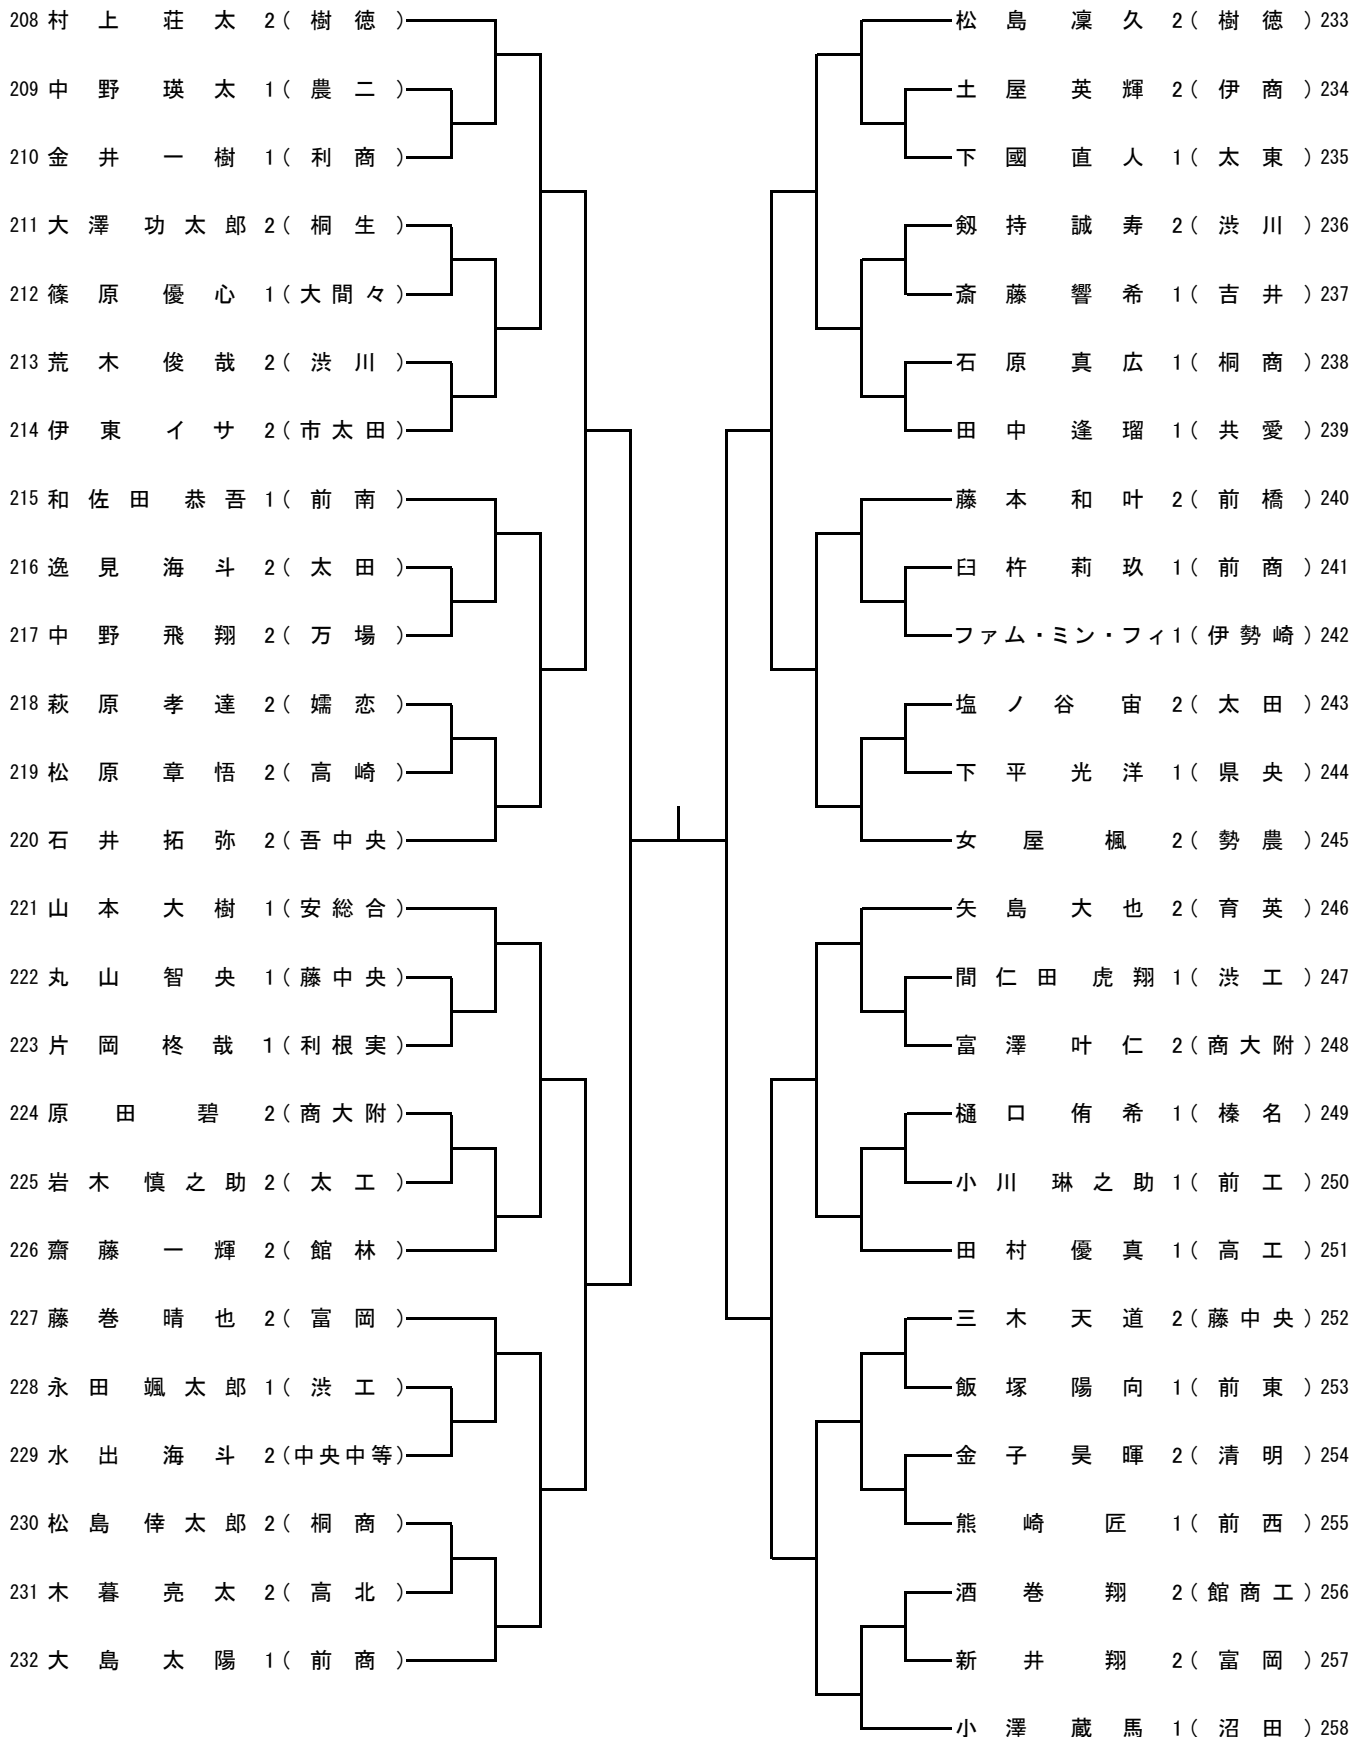 208 村上 荘太 2(樹徳)
209 中野 瑛太 1(農二)
210 金井 一樹 1(利商)
211 大澤 功太郎 2(桐生)
212 篠原 優心 1(大間々)
213 荒木 俊哉 2(渋川)
214 伊東 イサ 2(市太田)
215 和佐田 恭吾 1(前南)
216 逸見 海斗 2(太田)
217 中野 飛翔 2(万場)
218 萩原 孝達 2(嬬恋)
219 松原 章悟 2(高崎)
220 石井 拓弥 2(吾中央)
221 山本 大樹 1(安総合)
222 丸山 智央 1(藤中央)
223 片岡 柊哉 1(利根実)
224 原田 碧 2(商大附)
225 岩木 慎之助 2(太工)
226 齋藤 一輝 2(館林)
227 藤巻 晴也 2(富岡)
228 永田 颯太郎 1(渋工)
229 水出 海斗 2(中央中等)
230 松島 倖太郎 2(桐商)
231 木暮 亮太 2(高北)
232 大島 太陽 1(前商)
松島 凜久 2(樹徳)233
土屋 英輝 2(伊商)234
下國 直人 1(太東)235
剱持 誠寿 2(渋川)236
斎藤 響希 1(吉井)237
石原 真広 1(桐商)238
田中 逢瑠 1(共愛)239
藤本 和叶 2(前橋)240
臼杵 莉玖 1(前商)241
ファム・ミン・フィ 1(伊勢崎)242
塩ノ谷 宙 2(太田)243
下平 光洋 1(県央)244
女屋 楓 2(勢農)245
矢島 大也 2(育英)246
間仁田 虎翔 1(渋工)247
富澤 叶仁 2(商大附)248
樋口 侑希 1(榛名)249
小川 琳之助 1(前工)250
田村 優真 1(高工)251
三木 天道 2(藤中央)252
飯塚 陽向 1(前東)253
金子 昊暉 2(清明)254
熊崎 匠 1(前西)255
酒巻 翔 2(館商工)256
新井 翔 2(富岡)257
小澤 蔵馬 1(沼田)258